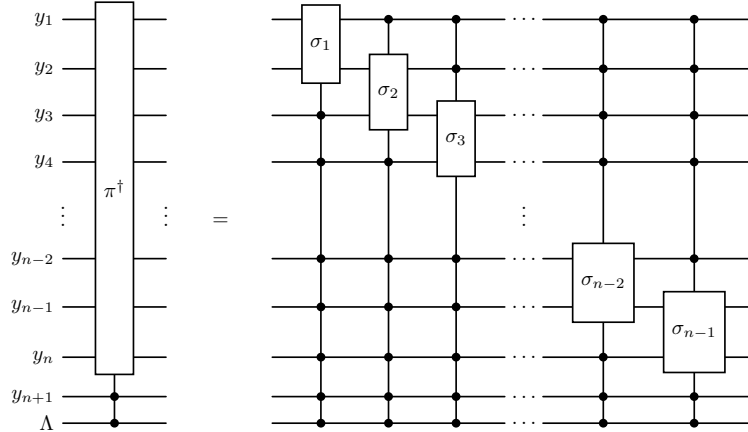 y₁ σ₁ ⋯
y₂ σ₂ ⋯
y₃ σ₃ ⋯
y₄ ⋯
⋮ π† ⋮ = ⋮
yₙ₋₂ ⋯ σₙ₋₂
yₙ₋₁ ⋯ σₙ₋₁
yₙ ⋯
yₙ₊₁ ⋯
Λ ⋯